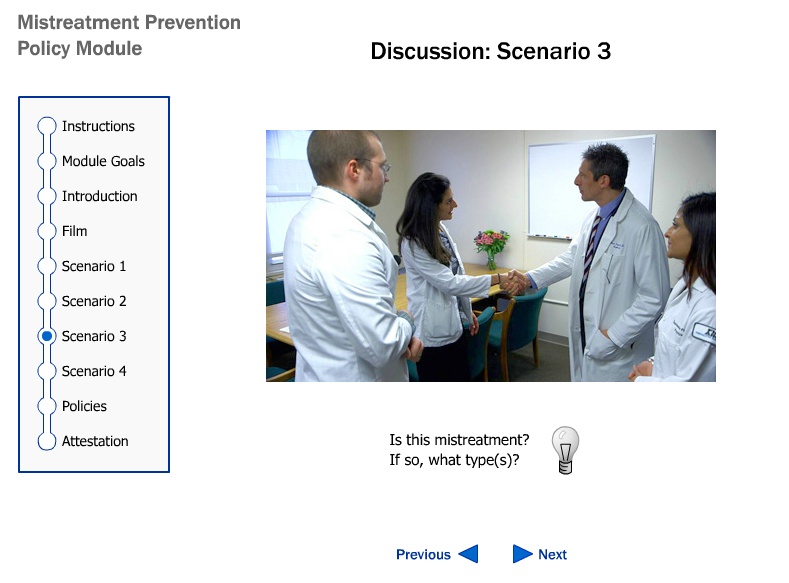 Mistreatment Prevention
Policy Module
Discussion: Scenario 3
Instructions
Module Goals
Introduction
Film
Scenario 1
Scenario 2
Scenario 3
Scenario 4
Policies
Attestation
Is this mistreatment?
If so, what type(s)?
Previous
Next